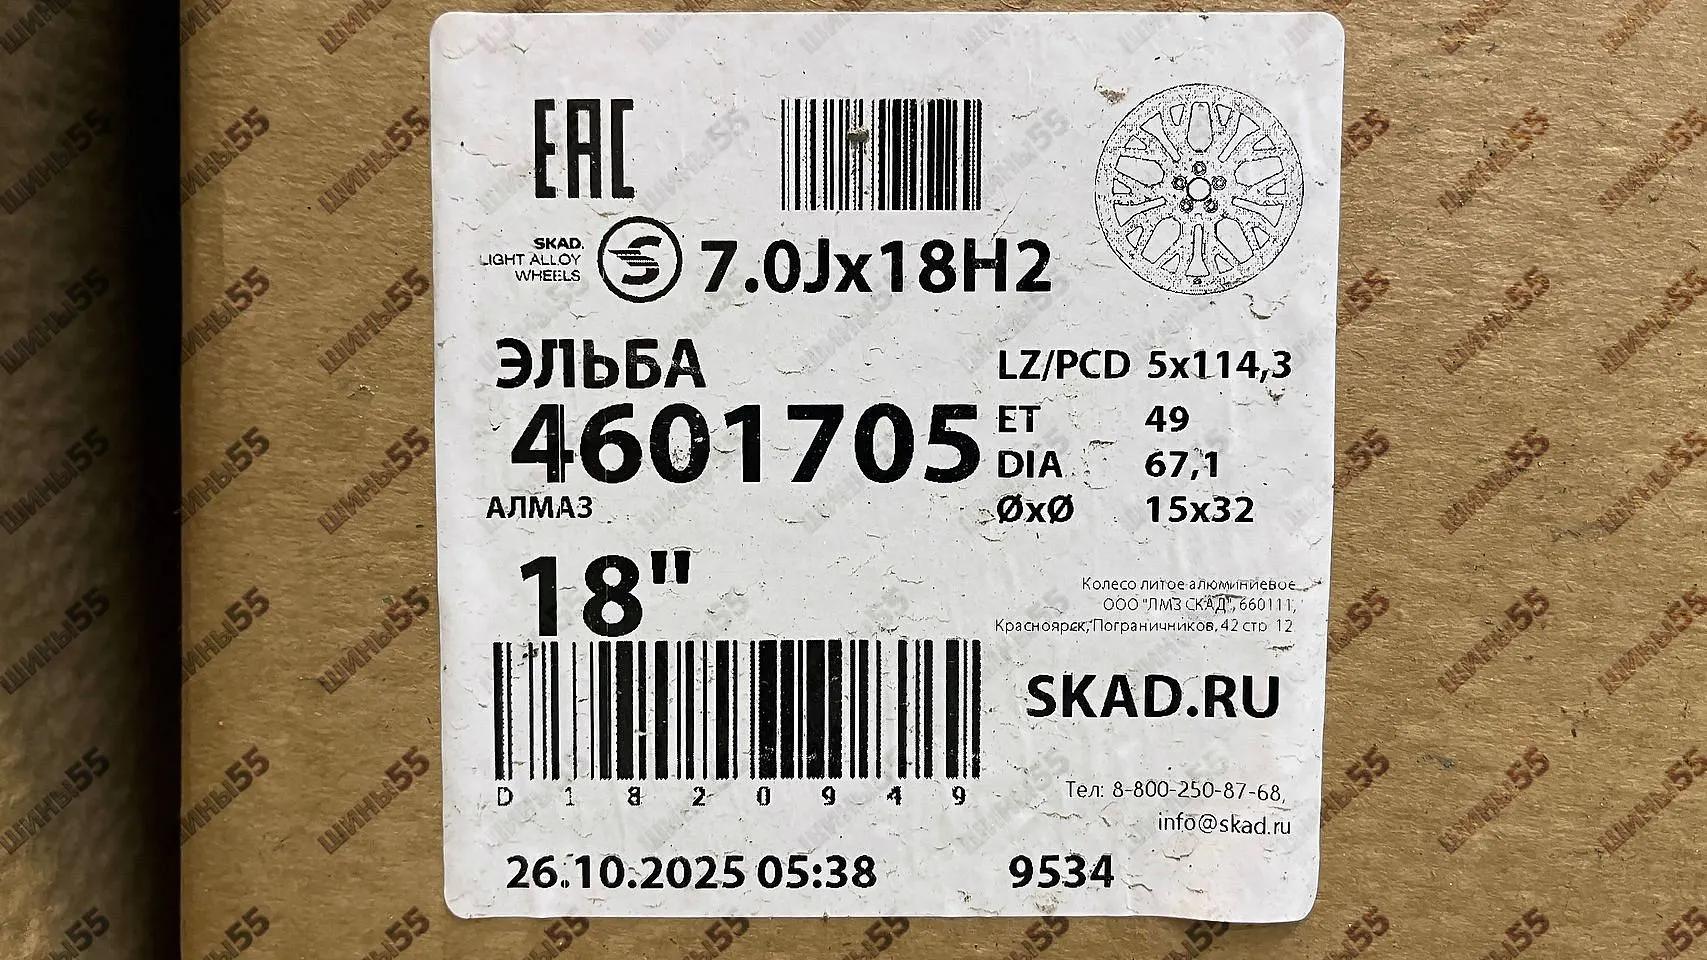 EAC
SKAD.
LIGHT ALLOY
WHEELS
7.0Jx18H2
ЭЛЬБА
4601705
АЛМАЗ
18"
LZ/PCD 5x114,3
ET 49
DIA 67,1
ØxØ 15x32
Колесо литое алюминиевое
ООО "ЛМЗ СКАД", 660111,
Красноярск, Пограничников, 42 стр 12
SKAD.RU
D 1 8 2 0 9 4 9
Тел: 8-800-250-87-68,
info@skad.ru
26.10.2025 05:38 9534
шины55